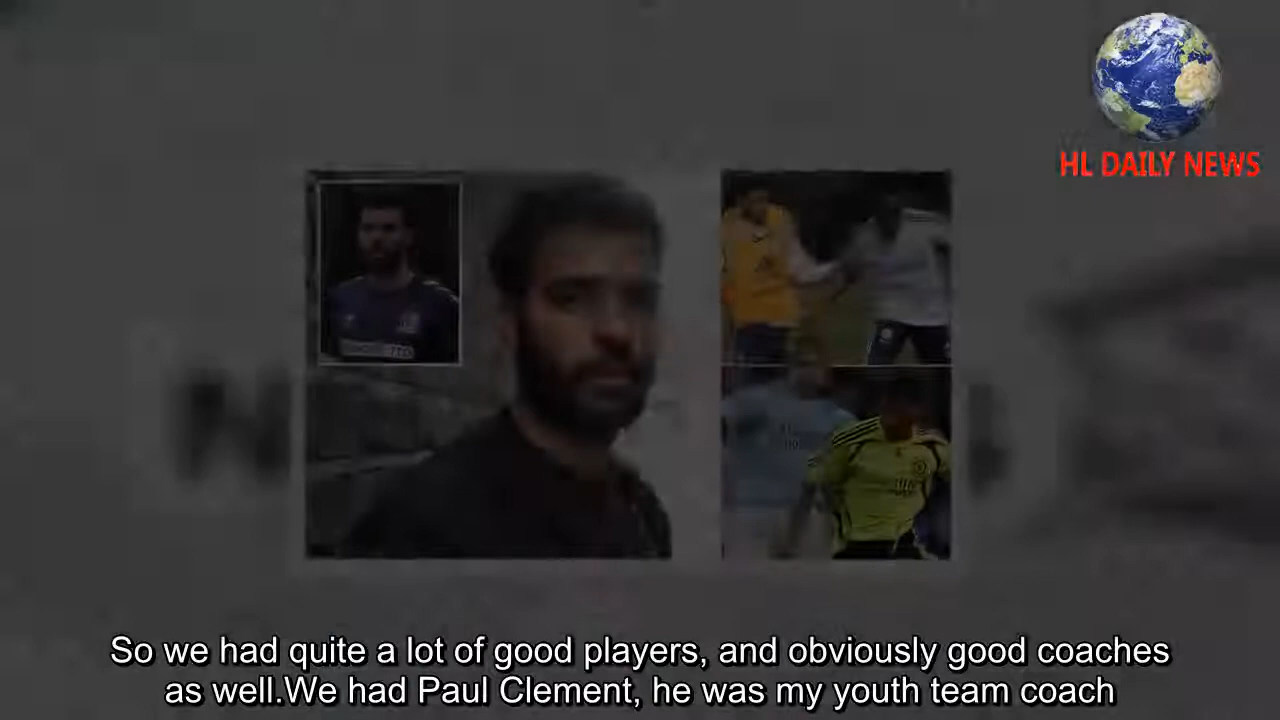 HL DAILY NEWS
So we had quite a lot of good players, and obviously good coaches
as well.We had Paul Clement, he was my youth team coach